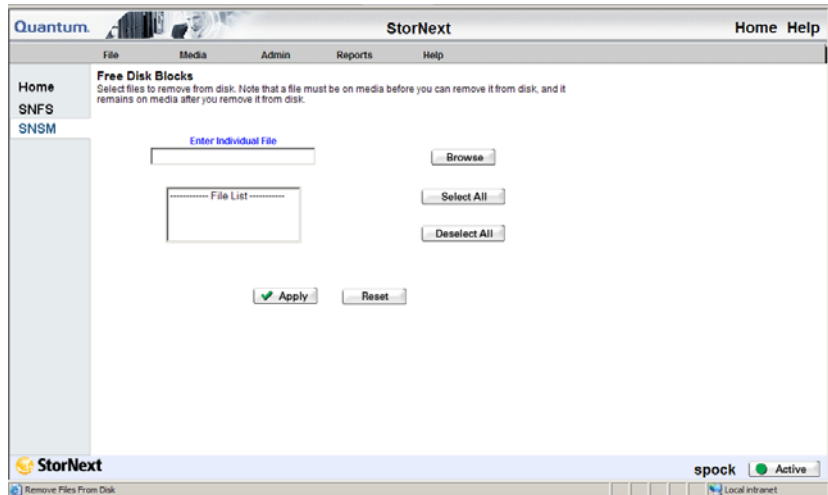 Quantum. StorNext Home Help
File Media Admin Reports Help
Home
SNFS
SNSM
Free Disk Blocks
Select files to remove from disk. Note that a file must be on media before you can remove it from disk, and it
remains on media after you remove it from disk.
Enter Individual File
Browse
------------ File List -----------
Select All
Deselect All
Apply Reset
StorNext
spock Active
Remove Files From Disk Local intranet